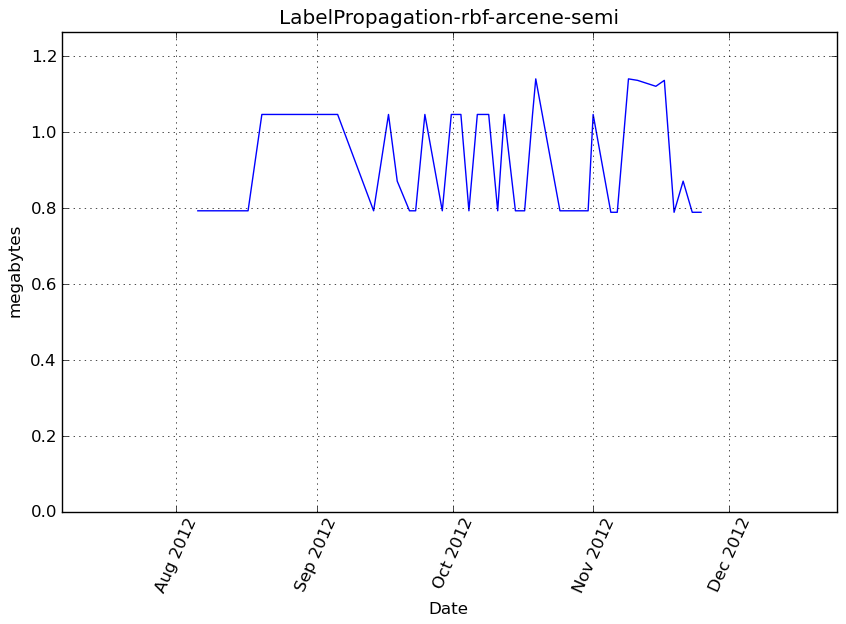 LabelPropagation-rbf-arcene-semi
1.2
1.0
0.8
0.6
0.4
0.2
0.0
megabytes
Aug 2012
Sep 2012
Oct 2012
Nov 2012
Dec 2012
Date